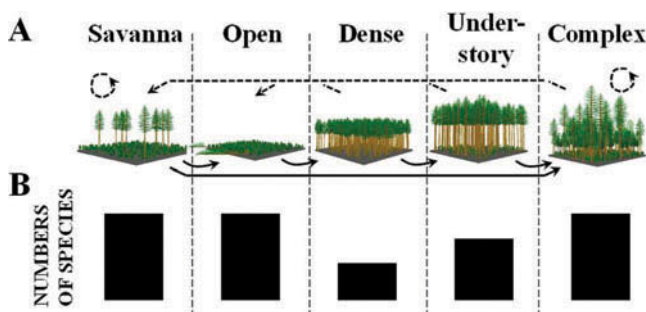 A
Savanna
Open
Dense
Under-
story
Complex
B
NUMBERS
OF SPECIES